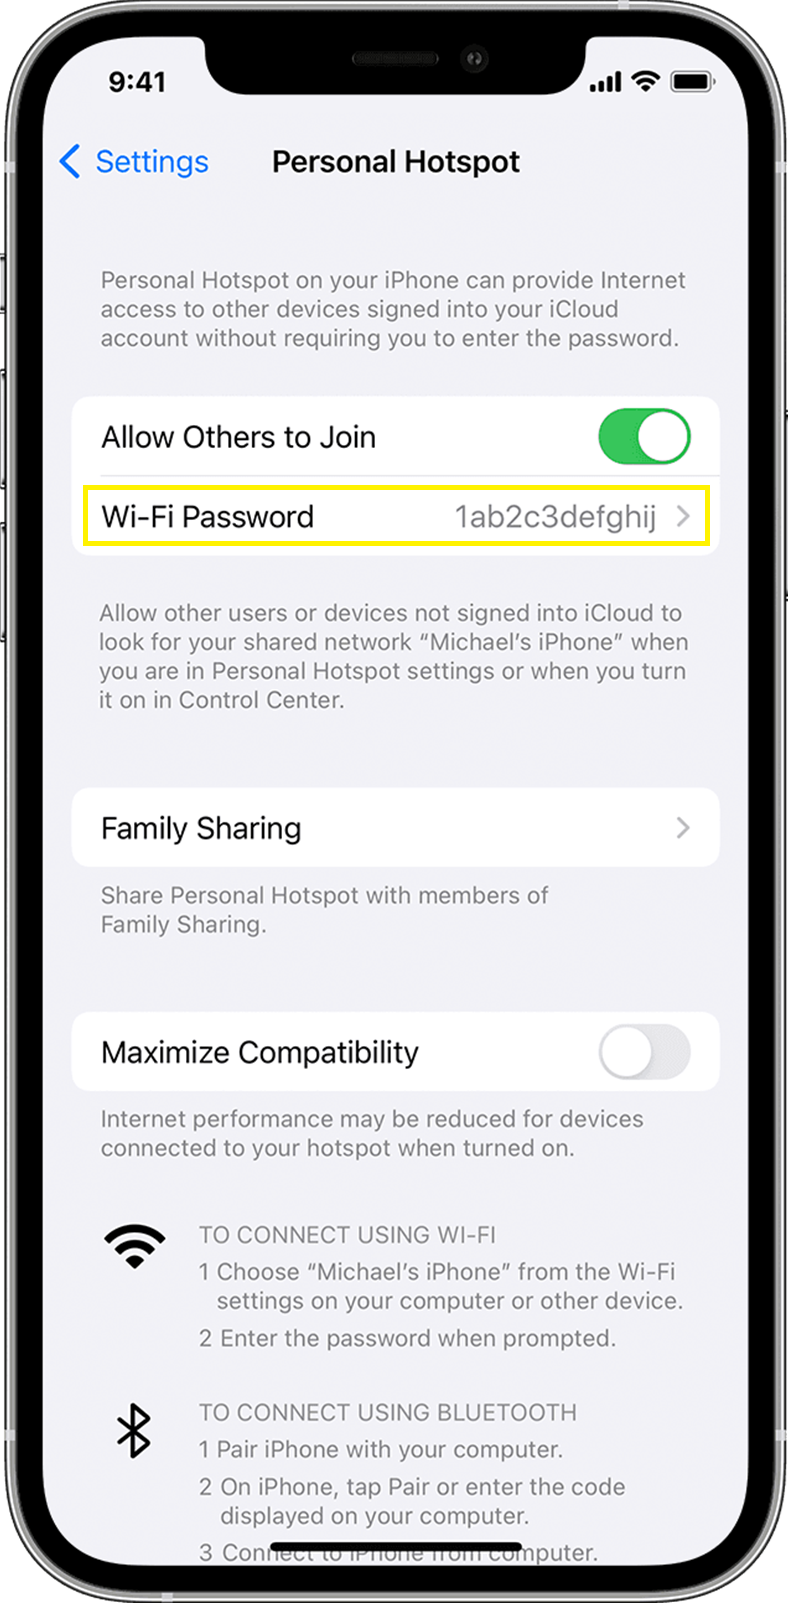 9:41
Settings
Personal Hotspot
Personal Hotspot on your iPhone can provide Internet
access to other devices signed into your iCloud
account without requiring you to enter the password.
Allow Others to Join
Wi-Fi Password 1ab2c3defghij
Allow other users or devices not signed into iCloud to
look for your shared network “Michael’s iPhone” when
you are in Personal Hotspot settings or when you turn
it on in Control Center.
Family Sharing
Share Personal Hotspot with members of
Family Sharing.
Maximize Compatibility
Internet performance may be reduced for devices
connected to your hotspot when turned on.
TO CONNECT USING WI-FI
1 Choose “Michael’s iPhone” from the Wi-Fi
settings on your computer or other device.
2 Enter the password when prompted.
TO CONNECT USING BLUETOOTH
1 Pair iPhone with your computer.
2 On iPhone, tap Pair or enter the code
displayed on your computer.
3 Connect to iPhone from computer.